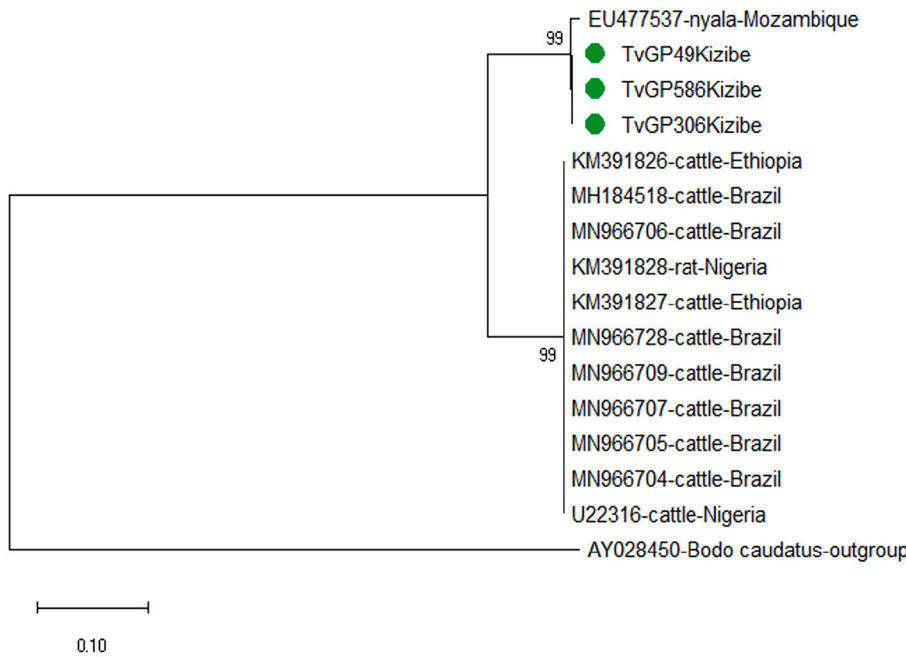 EU477537-nyala-Mozambique
99
TvGP49Kizibe
TvGP586Kizibe
TvGP306Kizibe
KM391826-cattle-Ethiopia
MH184518-cattle-Brazil
MN966706-cattle-Brazil
KM391828-rat-Nigeria
KM391827-cattle-Ethiopia
MN966728-cattle-Brazil
99
MN966709-cattle-Brazil
MN966707-cattle-Brazil
MN966705-cattle-Brazil
MN966704-cattle-Brazil
U22316-cattle-Nigeria
AY028450-Bodo caudatus-outgroup
0.10